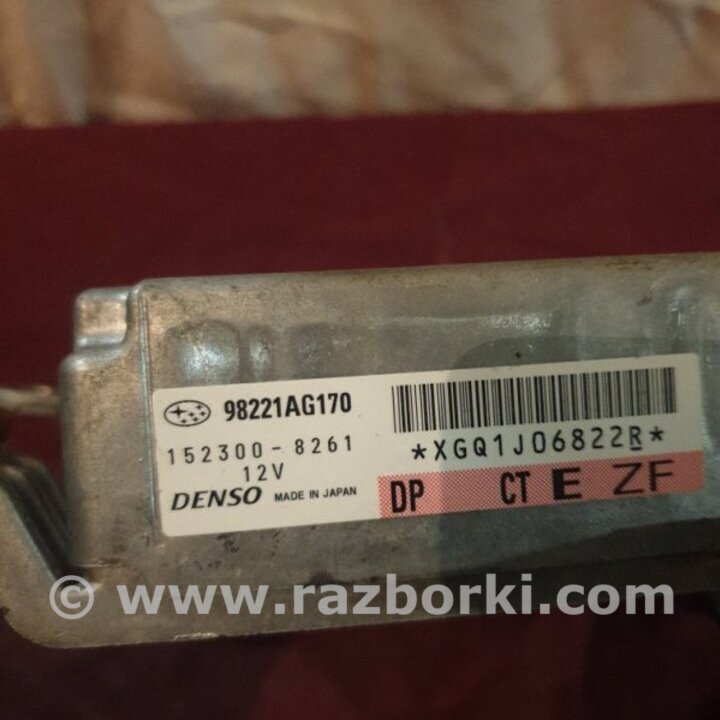 98221AG170
152300-8261
12V
DENSO MADE IN JAPAN
*XGQ1J06822R*
DP CT E ZF
© www.razborki.com